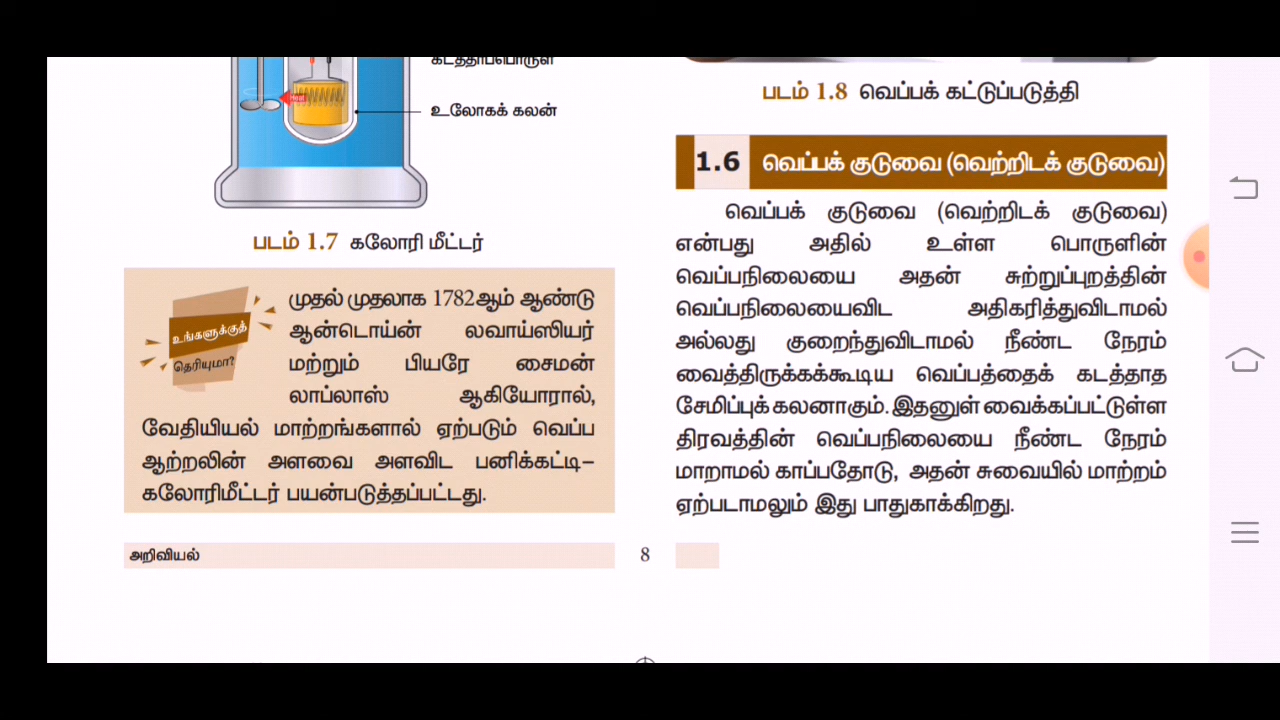 உலோகக் கலன்
Heat
படம் 1.7 கலோரி மீட்டர்
உங்களுக்குத்
தெரியுமா?
முதல் முதலாக 1782ஆம் ஆண்டு
ஆன்டொய்ன் லவாய்ஸியர்
மற்றும் பியரே சைமன்
லாப்லாஸ் ஆகியோரால்,
வேதியியல் மாற்றங்களால் ஏற்படும் வெப்ப
ஆற்றலின் அளவை அளவிட பனிக்கட்டி–
கலோரிமீட்டர் பயன்படுத்தப்பட்டது.
படம் 1.8 வெப்பக் கட்டுப்படுத்தி
1.6 வெப்பக் குடுவை (வெற்றிடக் குடுவை)
வெப்பக் குடுவை (வெற்றிடக் குடுவை)
என்பது அதில் உள்ள பொருளின்
வெப்பநிலையை அதன் சுற்றுப்புறத்தின்
வெப்பநிலையைவிட அதிகரித்துவிடாமல்
அல்லது குறைந்துவிடாமல் நீண்ட நேரம்
வைத்திருக்கக்கூடிய வெப்பத்தைக் கடத்தாத
சேமிப்புக் கலனாகும். இதனுள் வைக்கப்பட்டுள்ள
திரவத்தின் வெப்பநிலையை நீண்ட நேரம்
மாறாமல் காப்பதோடு, அதன் சுவையில் மாற்றம்
ஏற்படாமலும் இது பாதுகாக்கிறது.
அறிவியல்
8